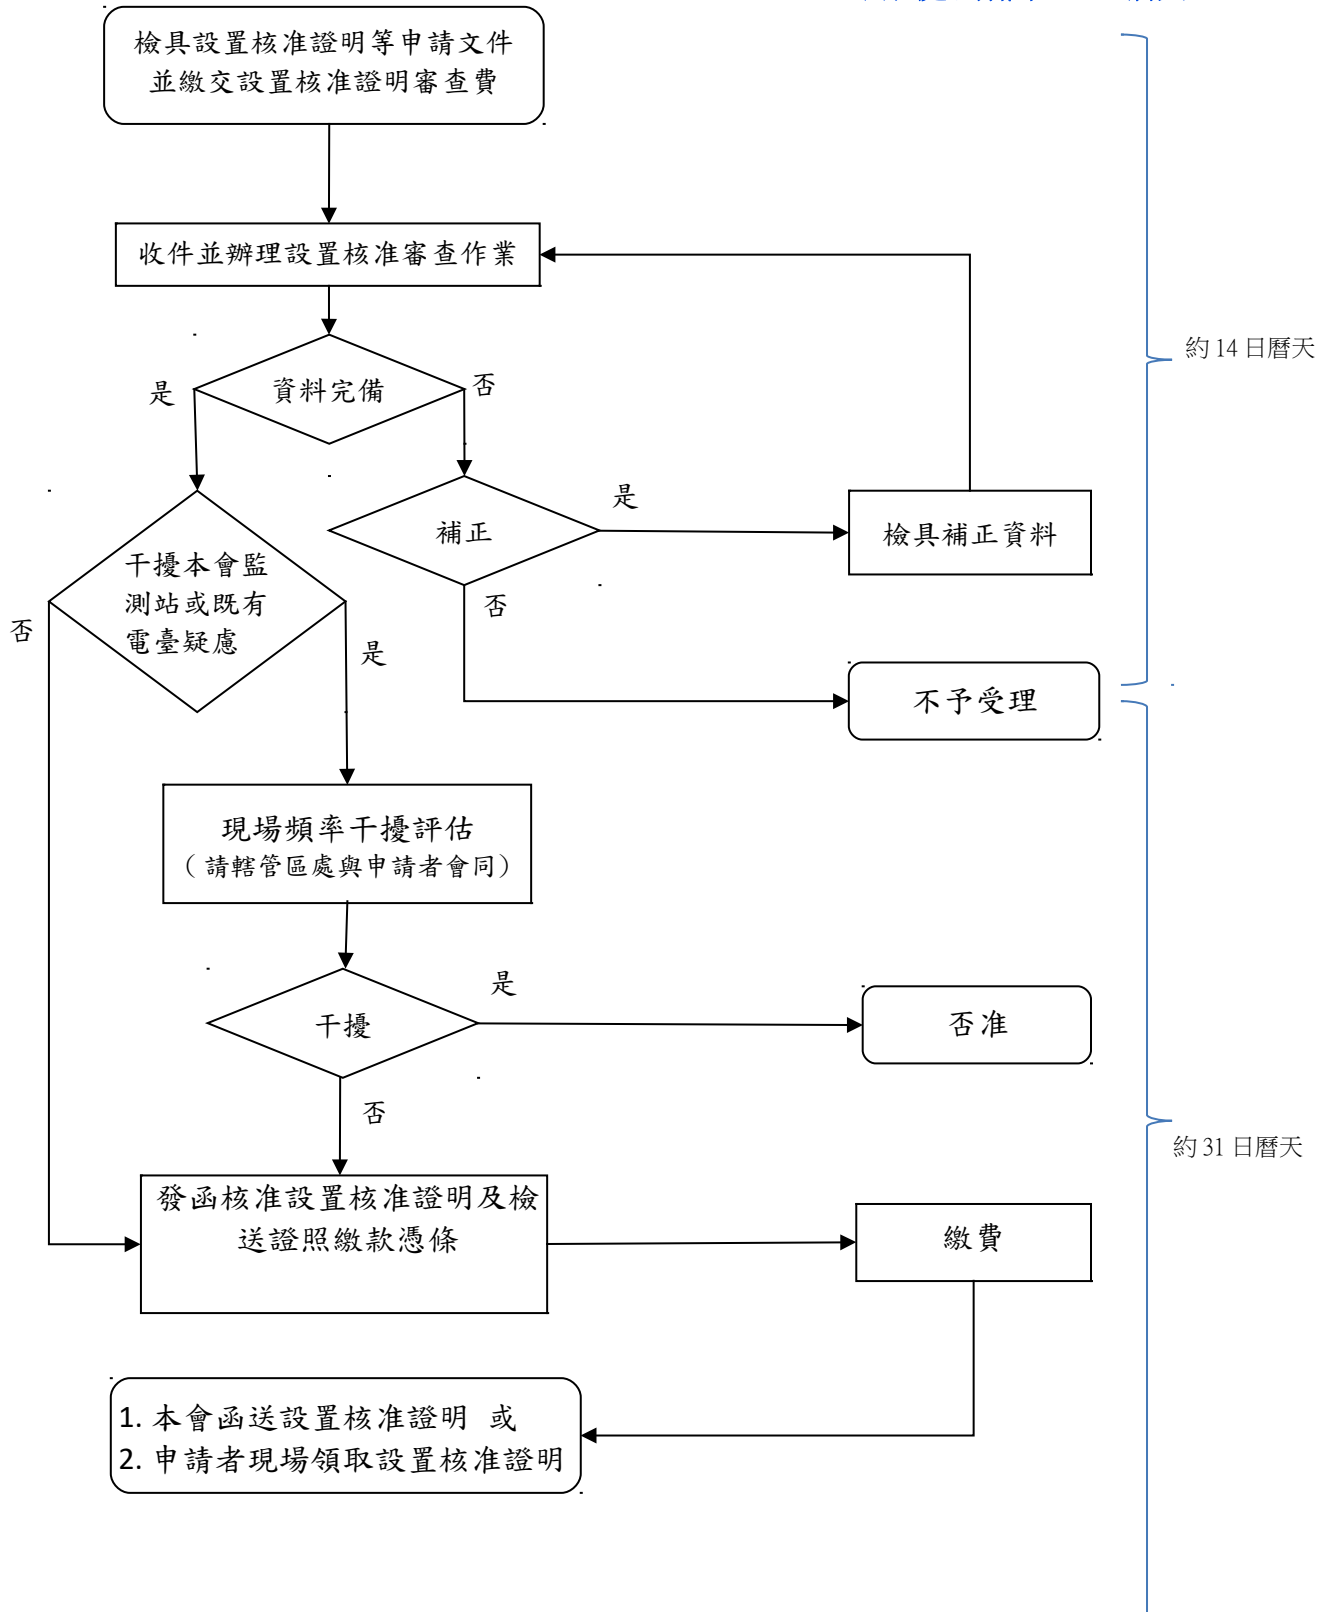 檢具設置核准證明等申請文件
並繳交設置核准證明審查費
收件並辦理設置核准審查作業
約 14 日曆天
資料完備
是
否
補正
是
檢具補正資料
否
干擾本會監
測站或既有
電臺疑慮
否
是
不予受理
現場頻率干擾評估
（請轄管區處與申請者會同）
干擾
是
否准
否
約 31 日曆天
發函核准設置核准證明及檢
送證照繳款憑條
繳費
1. 本會函送設置核准證明 或
2. 申請者現場領取設置核准證明